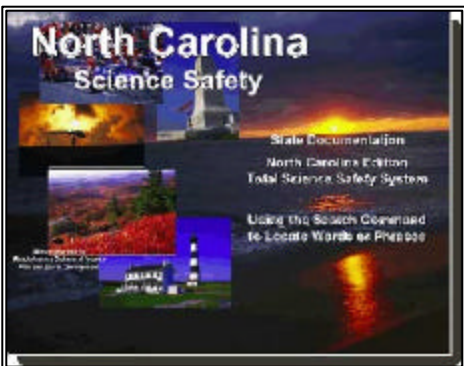 North Carolina
Science Safety
State Documentation
North Carolina Edition
Total Science Safety System
Using the Search Command
to Locate Words or Phrases